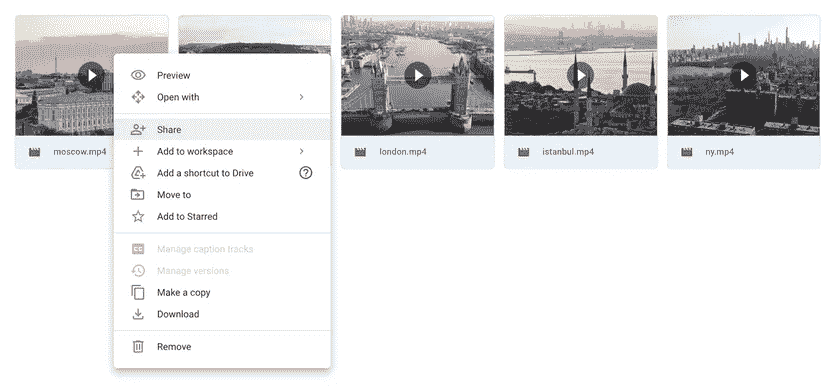 Preview
Open with
Share
Add to workspace
Add a shortcut to Drive
Move to
Add to Starred
CC Manage caption tracks
Manage versions
Make a copy
Download
Remove
moscow.mp4
london.mp4
istanbul.mp4
ny.mp4